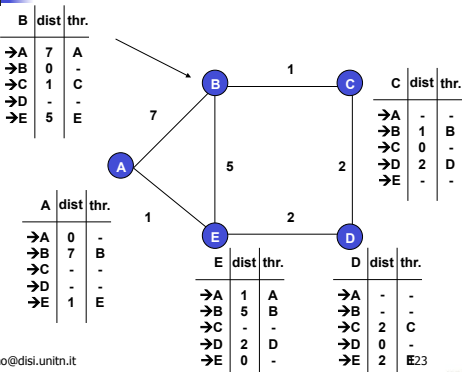 B dist thr.
→A 7 A
→B 0 -
→C 1 C
→D - -
→E 5 E
1
B
C
C dist thr.
→A - -
→B 1 B
→C 0 -
→D 2 D
→E - -
7
A
5
2
A dist thr.
→A 0 -
→B 7 B
→C - -
→D - -
→E 1 E
1
2
E
D
E dist thr.
→A 1 A
→B 5 B
→C - -
→D 2 D
→E 0 -
D dist thr.
→A - -
→B - -
→C 2 C
→D 0 -
→E 2 E
o@disi.unitn.it
123